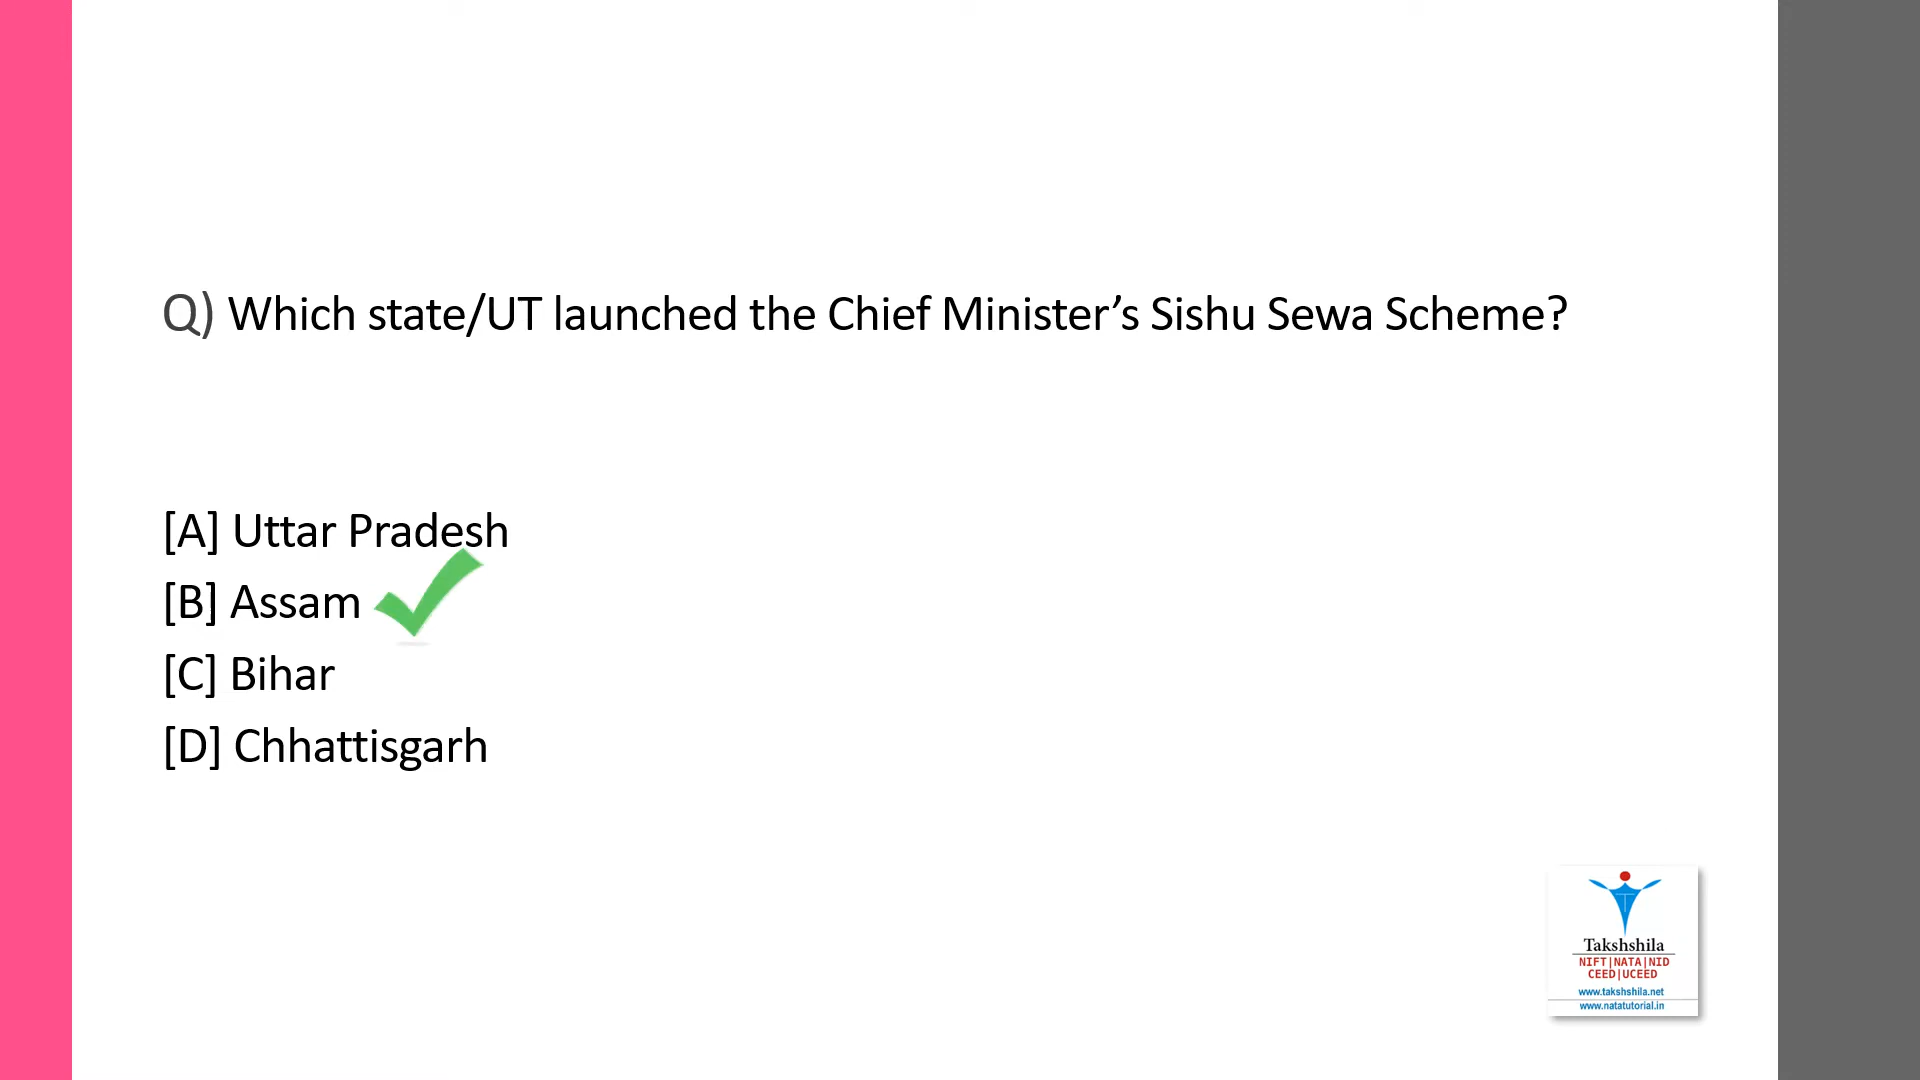 Q) Which state/UT launched the Chief Minister’s Sishu Sewa Scheme?
[A] Uttar Pradesh
[B] Assam
[C] Bihar
[D] Chhattisgarh
Takshshila
NIFT|NATA|NID
CEED|UCEED
www.takshshila.net
www.natatutorial.in